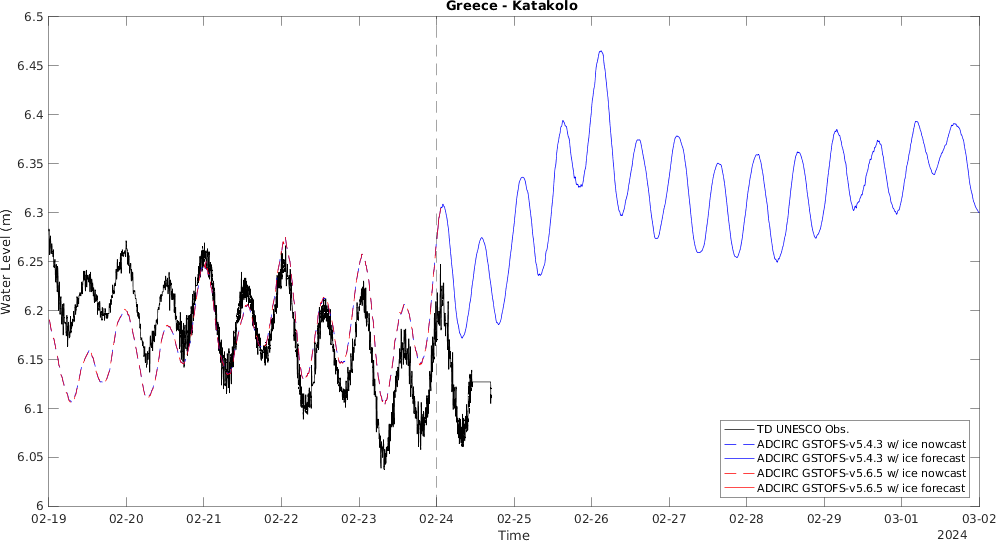 Greece - Katakolo
6.5
6.45
6.4
6.35
6.3
6.25
6.2
6.15
6.1
6.05
6
Water Level (m)
TD UNESCO Obs.
ADCIRC GSTOFS-v5.4.3 w/ ice nowcast
ADCIRC GSTOFS-v5.4.3 w/ ice forecast
ADCIRC GSTOFS-v5.6.5 w/ ice nowcast
ADCIRC GSTOFS-v5.6.5 w/ ice forecast
02-19 02-20 02-21 02-22 02-23 02-24 02-25 02-26 02-27 02-28 02-29 03-01 03-02
Time
2024